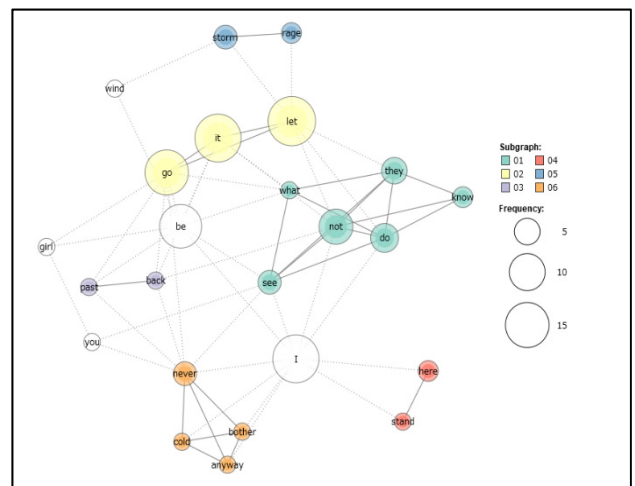 rage
storm
wind
let
it
go
they
what
know
not
be
do
girl
back
see
past
you
I
never
here
stand
bother
cold
anyway
Subgraph:
01 04
02 05
03 06
Frequency:
5
10
15